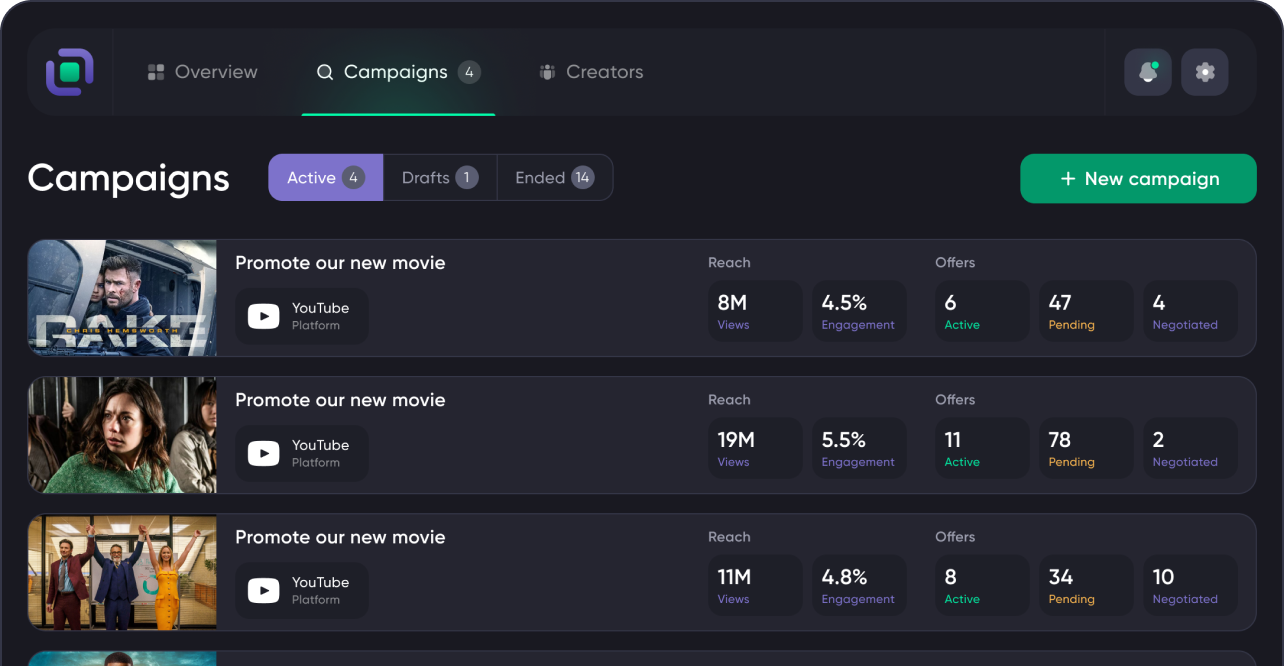 Overview
Campaigns 4
Creators
Campaigns
Active 4
Drafts 1
Ended 14
+ New campaign
CHRIS HEMSWORTH
RAKE
Promote our new movie
YouTube
Platform
Reach
8M
Views
4.5%
Engagement
Offers
6
Active
47
Pending
4
Negotiated
Promote our new movie
YouTube
Platform
Reach
19M
Views
5.5%
Engagement
Offers
11
Active
78
Pending
2
Negotiated
Promote our new movie
YouTube
Platform
Reach
11M
Views
4.8%
Engagement
Offers
8
Active
34
Pending
10
Negotiated